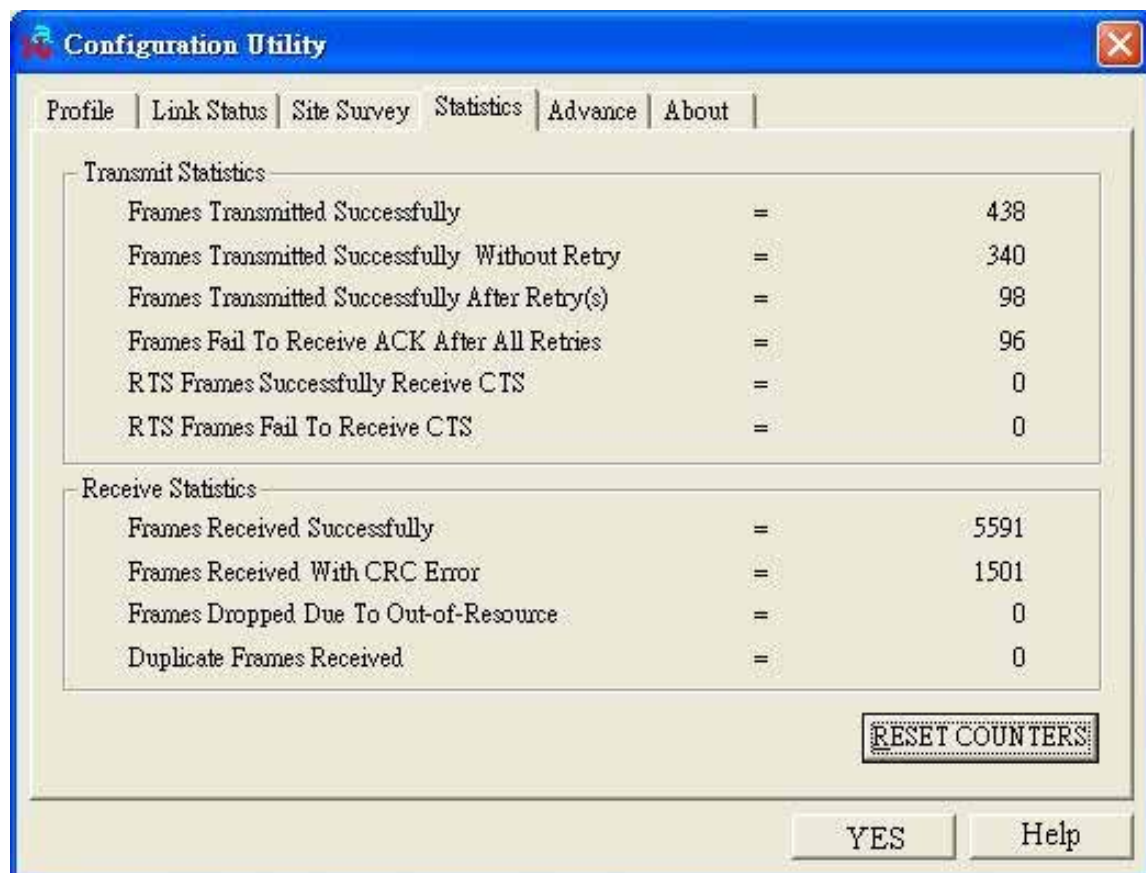 Configuration Utility
Profile Link Status Site Survey Statistics Advance About
Transmit Statistics
Frames Transmitted Successfully = 438
Frames Transmitted Successfully Without Retry = 340
Frames Transmitted Successfully After Retry(s) = 98
Frames Fail To Receive ACK After All Retries = 96
RTS Frames Successfully Receive CTS = 0
RTS Frames Fail To Receive CTS = 0
Receive Statistics
Frames Received Successfully = 5591
Frames Received With CRC Error = 1501
Frames Dropped Due To Out-of-Resource = 0
Duplicate Frames Received = 0
RESET COUNTERS
YES Help